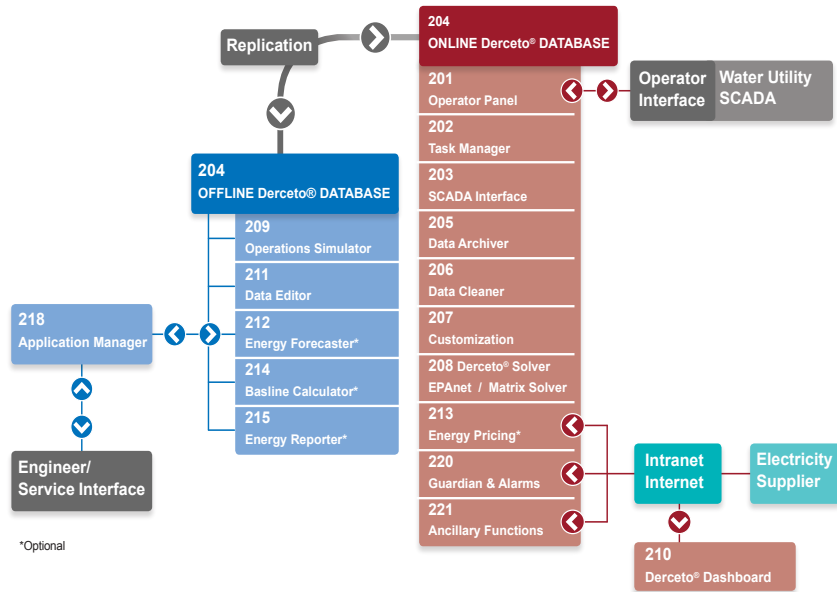 Replication
204
ONLINE Derceto® DATABASE
201
Operator Panel
202
Task Manager
203
SCADA Interface
205
Data Archiver
206
Data Cleaner
207
Customization
208 Derceto® Solver
EPAnet / Matrix Solver
213
Energy Pricing*
220
Guardian & Alarms
221
Ancillary Functions
Operator
Interface
Water Utility
SCADA
204
OFFLINE Derceto® DATABASE
209
Operations Simulator
211
Data Editor
212
Energy Forecaster*
214
Basline Calculator*
215
Energy Reporter*
218
Application Manager
Engineer/
Service Interface
Intranet
Internet
Electricity
Supplier
210
Derceto® Dashboard
*Optional